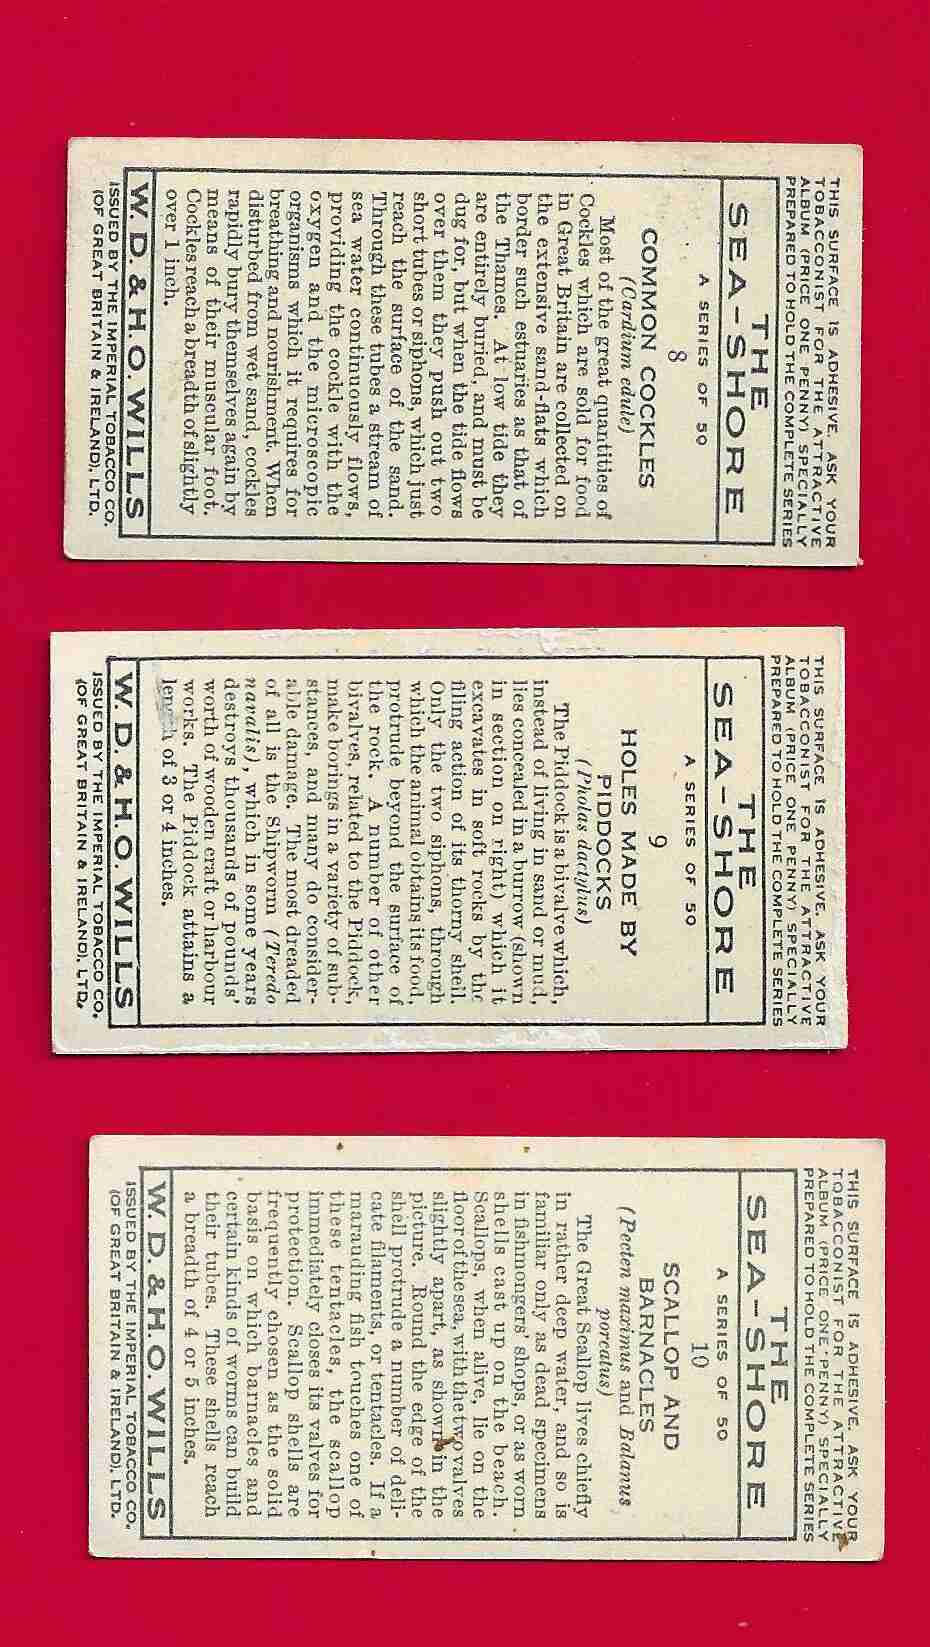 THIS SURFACE IS ADHESIVE. ASK YOUR
TOBACCONIST FOR THE ATTRACTIVE
ALBUM (PRICE ONE PENNY) SPECIALLY
PREPARED TO HOLD THE COMPLETE SERIES
THE
SEA-SHORE
A SERIES OF 50
8
COMMON COCKLES
(Cardium edule)
Most of the great quantities of
Cockles which are sold for food
in Great Britain are collected on
the extensive sand-flats which
border such estuaries as that of
the Thames. At low tide they
are entirely buried, and must be
dug for, but when the tide flows
over them they push out two
short tubes or siphons, which just
reach the surface of the sand.
Through these tubes a stream of
sea water continuously flows,
providing the cockle with the
oxygen and the microscopic
organisms which it requires for
breathing and nourishment. When
disturbed from wet sand, cockles
rapidly bury themselves again by
means of their muscular foot.
Cockles reach a breadth of slightly
over 1 inch.
W. D. & H. O. WILLS
ISSUED BY THE IMPERIAL TOBACCO CO.
(OF GREAT BRITAIN & IRELAND), LTD.
THIS SURFACE IS ADHESIVE. ASK YOUR
TOBACCONIST FOR THE ATTRACTIVE
ALBUM (PRICE ONE PENNY) SPECIALLY
PREPARED TO HOLD THE COMPLETE SERIES
THE
SEA-SHORE
A SERIES OF 50
9
HOLES MADE BY
PIDDOCKS
(Pholas dactylus)
The Piddock is a bivalve which,
instead of living in sand or mud,
lies concealed in a burrow (shown
in section on right) which it
excavates in soft rocks by the
filing action of its thorny shell.
Only the two siphons, through
which the animal obtains its food,
protrude beyond the surface of
the rock. A number of other
bivalves, related to the Piddock,
make borings in a variety of sub-
stances, and many do consider-
able damage. The most dreaded
of all is the Shipworm (Teredo
navalis), which in some years
destroys thousands of pounds'
worth of wooden craft or harbour
works. The Piddock attains a
length of 3 or 4 inches.
W. D. & H. O. WILLS
ISSUED BY THE IMPERIAL TOBACCO CO.
(OF GREAT BRITAIN & IRELAND), LTD.
THIS SURFACE IS ADHESIVE. ASK YOUR
TOBACCONIST FOR THE ATTRACTIVE
ALBUM (PRICE ONE PENNY) SPECIALLY
PREPARED TO HOLD THE COMPLETE SERIES
THE
SEA-SHORE
A SERIES OF 50
10
SCALLOP AND
BARNACLES
(Pecten maximus and Balanus
porcatus)
The Great Scallop lives chiefly
in rather deep water, and so is
familiar only as dead specimens
in fishmongers' shops, or as worn
shells cast up on the beach.
Scallops, when alive, lie on the
floor of the sea, with the two valves
slightly apart, as shown in the
picture. Round the edge of the
shell protrude a number of deli-
cate filaments, or tentacles. If a
marauding fish touches one of
these tentacles, the scallop
immediately closes its valves for
protection. Scallop shells are
frequently chosen as the solid
basis on which barnacles and
certain kinds of worms can build
their tubes. These shells reach
a breadth of 4 or 5 inches.
W. D. & H. O. WILLS
ISSUED BY THE IMPERIAL TOBACCO CO.
(OF GREAT BRITAIN & IRELAND), LTD.